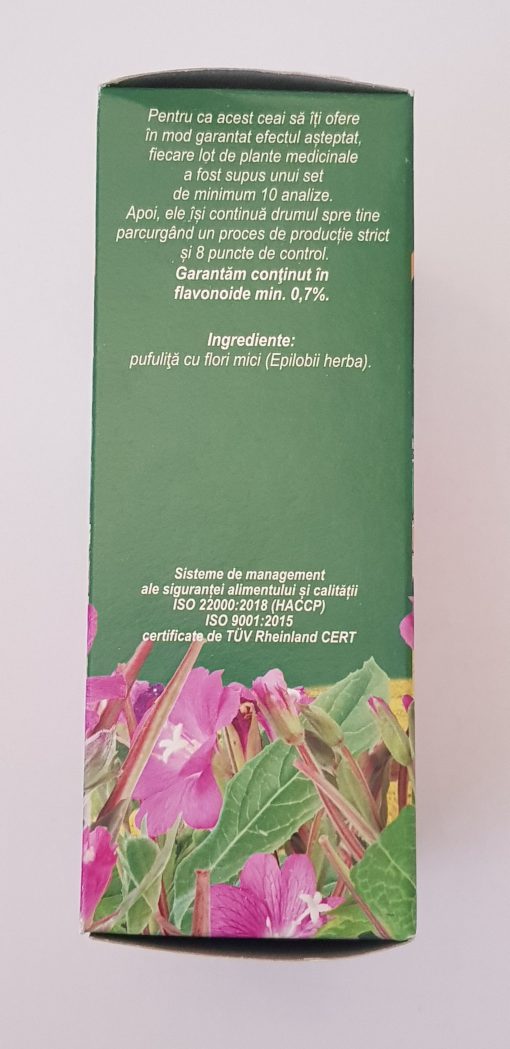 Pentru ca acest ceai să îți ofere
în mod garantat efectul așteptat,
fiecare lot de plante medicinale
a fost supus unui set
de minimum 10 analize.
Apoi, ele își continuă drumul spre tine
parcurgând un proces de producție strict
și 8 puncte de control.
Garantăm conținut în
flavonoide min. 0,7%.
Ingrediente:
pufuliţă cu flori mici (Epilobii herba).
Sisteme de management
ale siguranței alimentului și calității
ISO 22000:2018 (HACCP)
ISO 9001:2015
certificate de TÜV Rheinland CERT